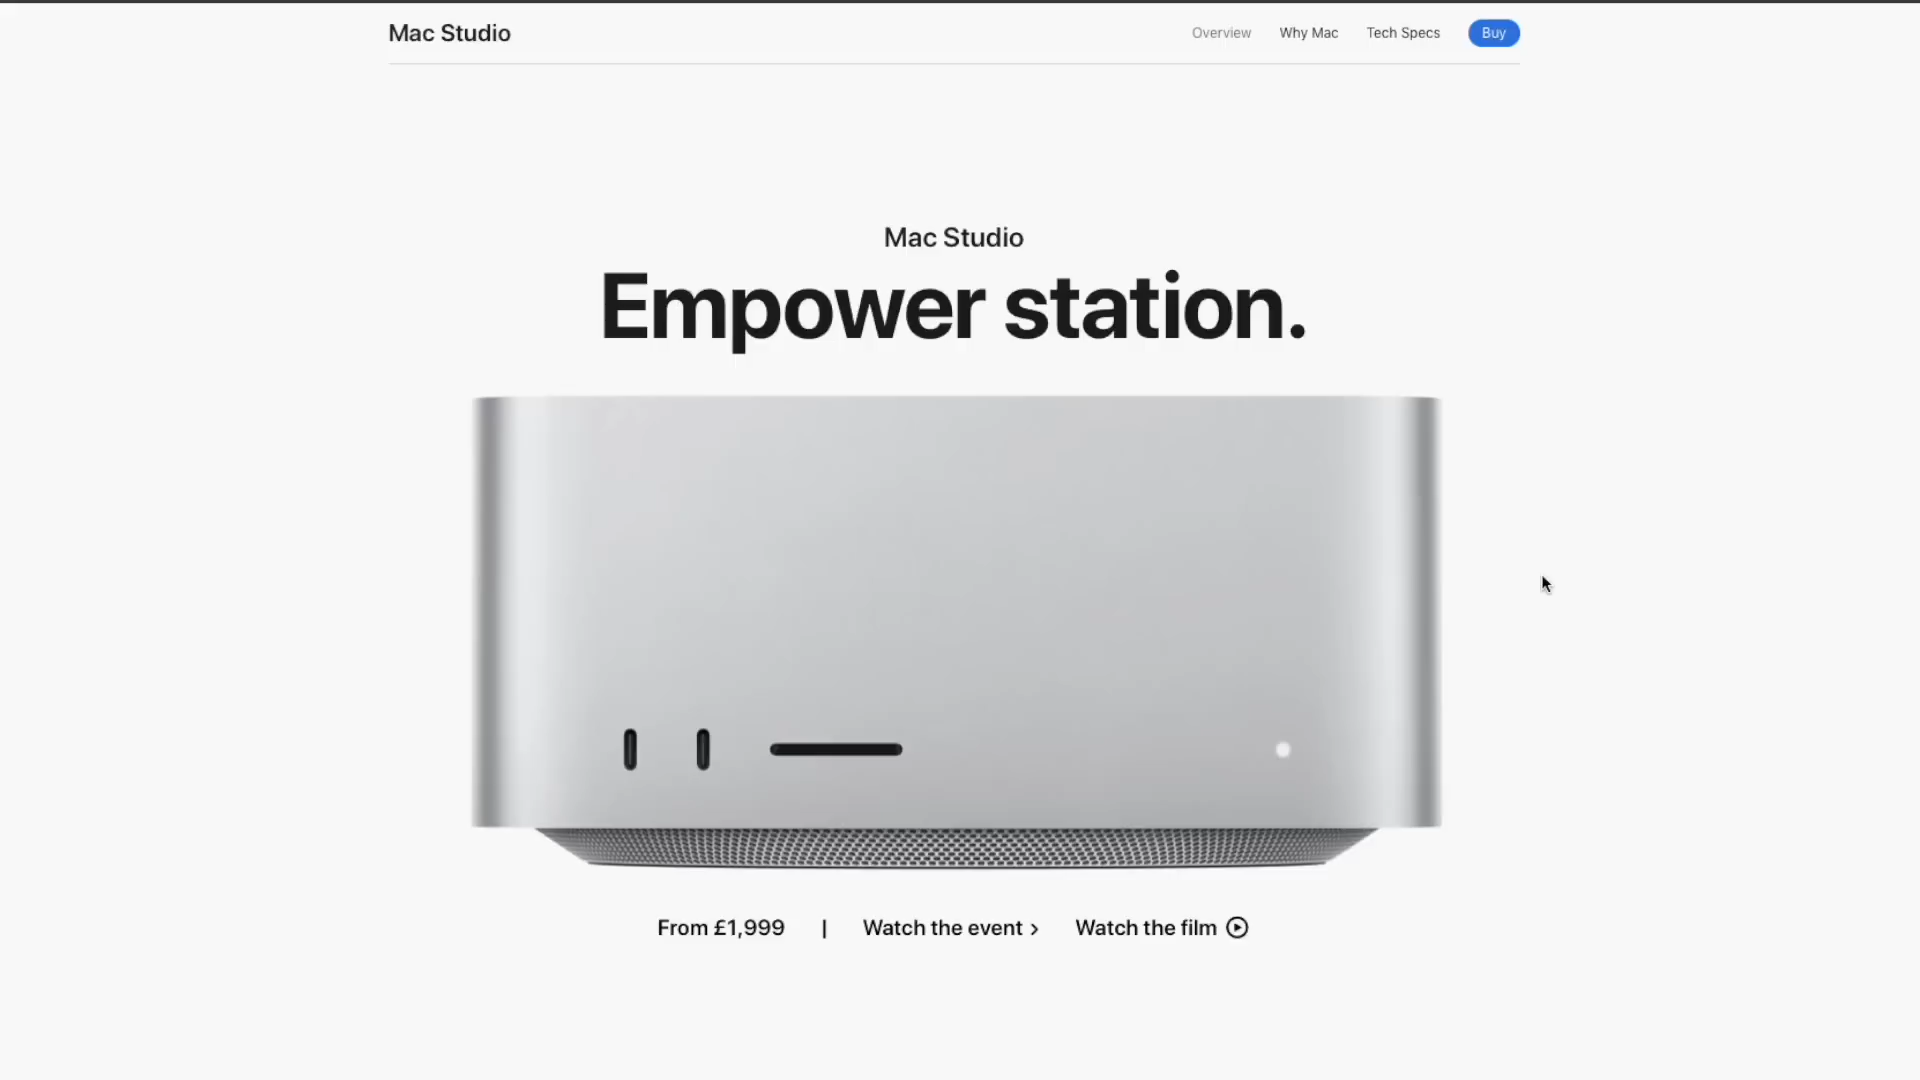 Mac Studio
Overview Why Mac Tech Specs Buy
Mac Studio
Empower station.
From £1,999 | Watch the event › Watch the film